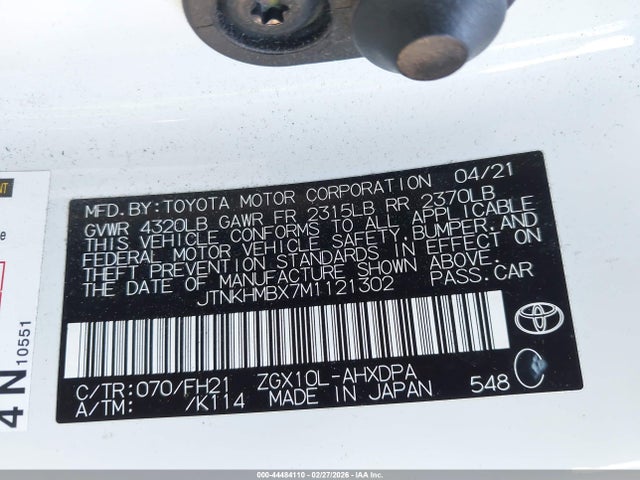 MFD. BY: TOYOTA MOTOR CORPORATION 04/21
GVWR 4320LB GAWR FR 2315LB RR 2370LB
THIS VEHICLE CONFORMS TO ALL APPLICABLE
FEDERAL MOTOR VEHICLE SAFETY, BUMPER, AND
THEFT PREVENTION STANDARDS IN EFFECT ON
THE DATE OF MANUFACTURE SHOWN ABOVE.
JTNKHMBX7M1121302 PASS. CAR
C/TR: 070/FH21 ZGX10L-AHXDPA
A/TM: /K114 MADE IN JAPAN 548
TOYOTA
4 N
10551
000-44484110 - 02/27/2026 - IAA Inc.